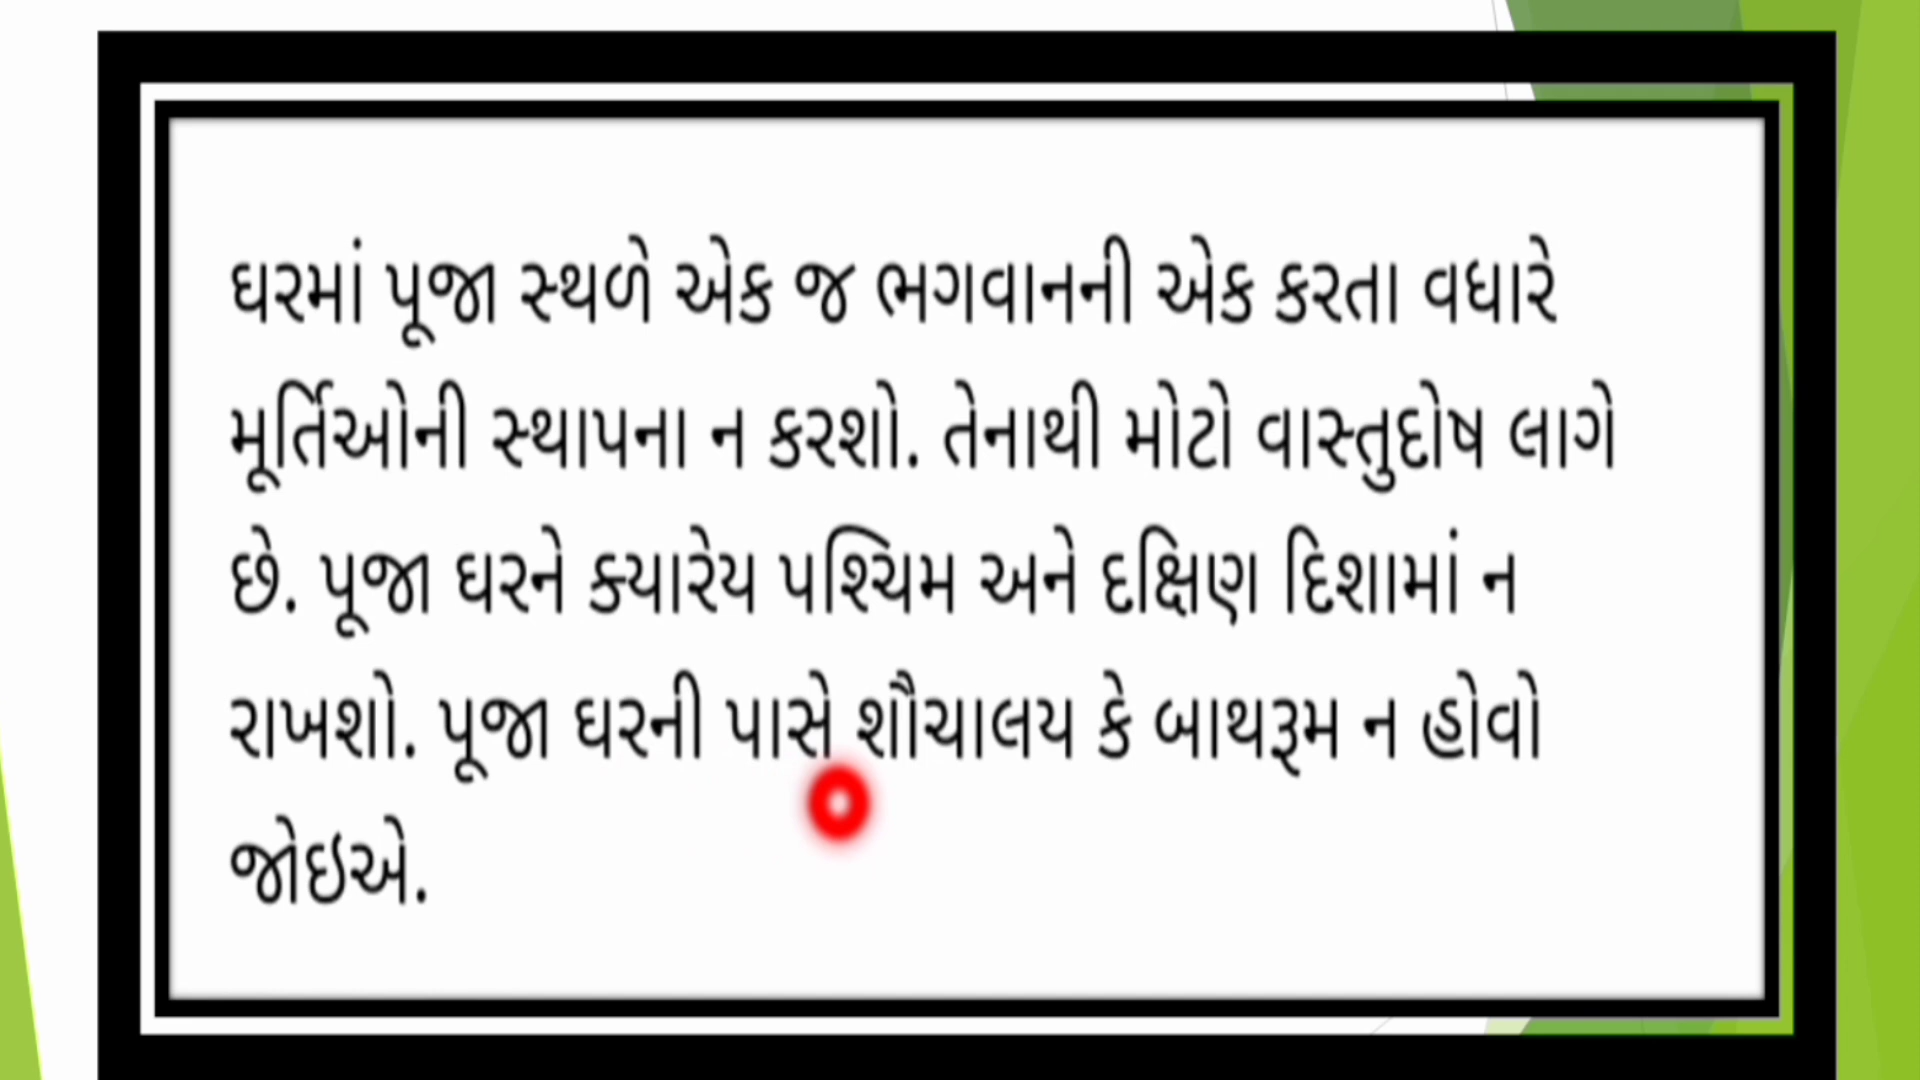 ઘરમાં પૂજા સ્થળે એક જ ભગવાનની એક કરતા વધારે
મૂર્તિઓની સ્થાપના ન કરશો. તેનાથી મોટો વાસ્તુદોષ લાગે
છે. પૂજા ઘરને ક્યારેય પશ્ચિમ અને દક્ષિણ દિશામાં ન
રાખશો. પૂજા ઘરની પાસે શૌચાલય કે બાથરૂમ ન હોવો
જોઇએ.